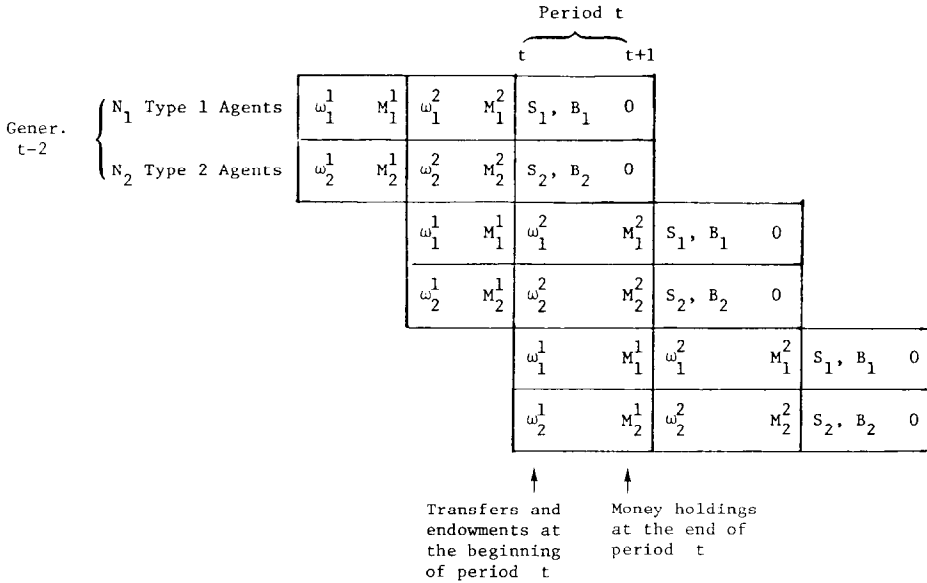 Period t
t t+1
N₁ Type 1 Agents ω₁¹ M₁¹ ω₁² M₁² S₁, B₁ 0
Gener.
t-2
N₂ Type 2 Agents ω₂¹ M₂¹ ω₂² M₂² S₂, B₂ 0
ω₁¹ M₁¹ ω₁² M₁² S₁, B₁ 0
ω₂¹ M₂¹ ω₂² M₂² S₂, B₂ 0
ω₁¹ M₁¹ ω₁² M₁² S₁, B₁ 0
ω₂¹ M₂¹ ω₂² M₂² S₂, B₂ 0
Transfers and
endowments at
the beginning
of period t
Money holdings
at the end of
period t